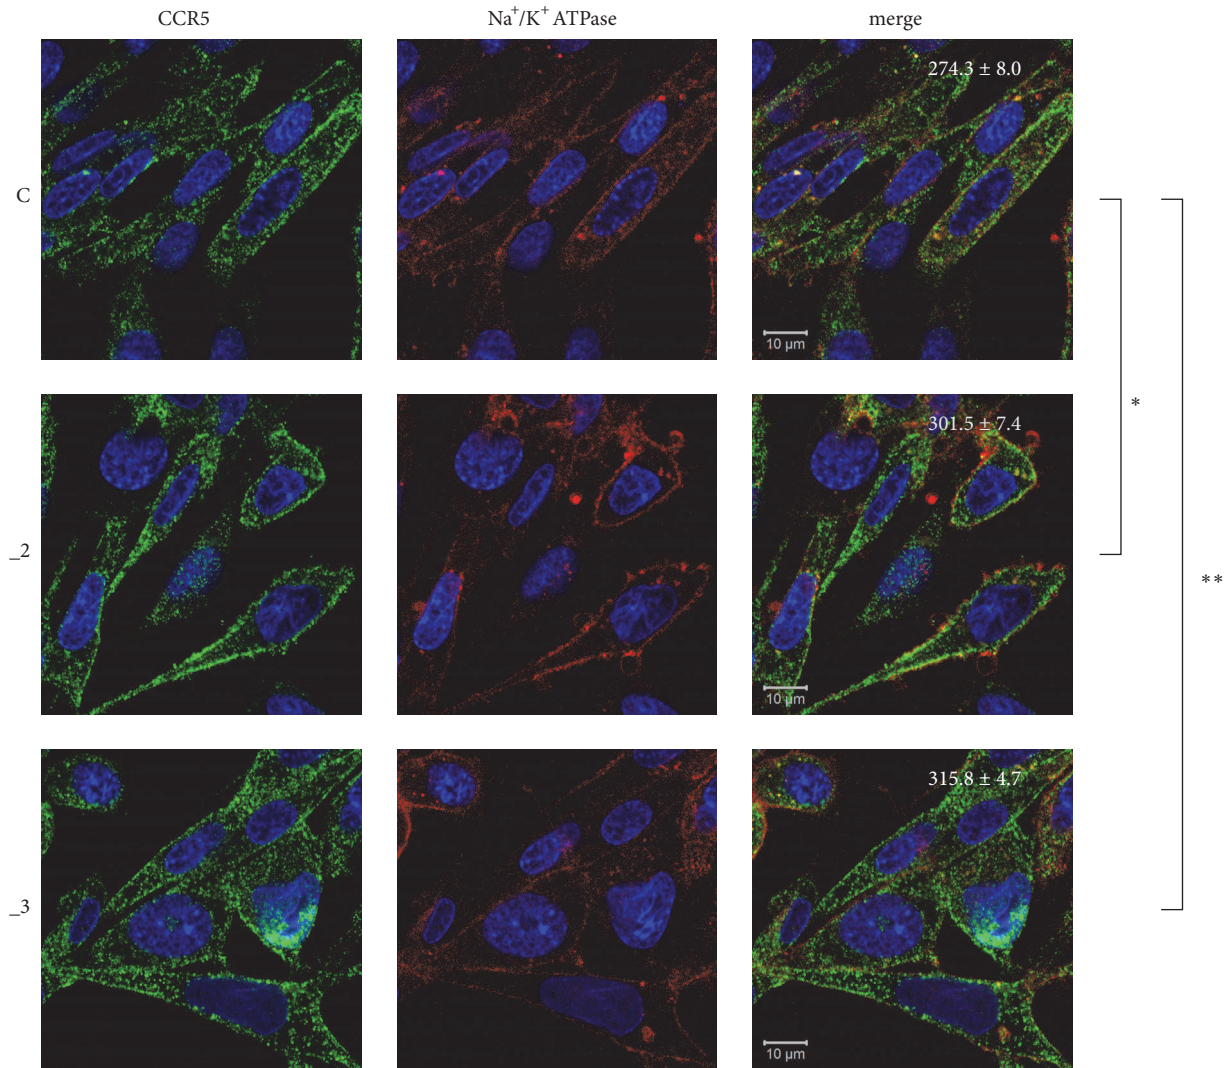 CCR5 Na⁺/K⁺ ATPase merge
274.3 ± 8.0
C
10 µm
*
301.5 ± 7.4
_2
**
10 µm
315.8 ± 4.7
_3
10 µm